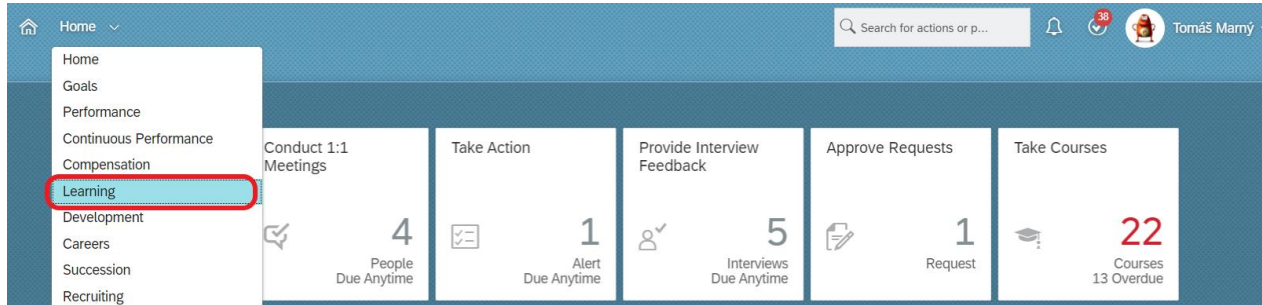 Home
Search for actions or p...
38
Tomáš Marný
Home
Goals
Performance
Continuous Performance
Compensation
Learning
Development
Careers
Succession
Recruiting
Conduct 1:1
Meetings
4
People
Due Anytime
Take Action
1
Alert
Due Anytime
Provide Interview
Feedback
5
Interviews
Due Anytime
Approve Requests
1
Request
Take Courses
22
Courses
13 Overdue